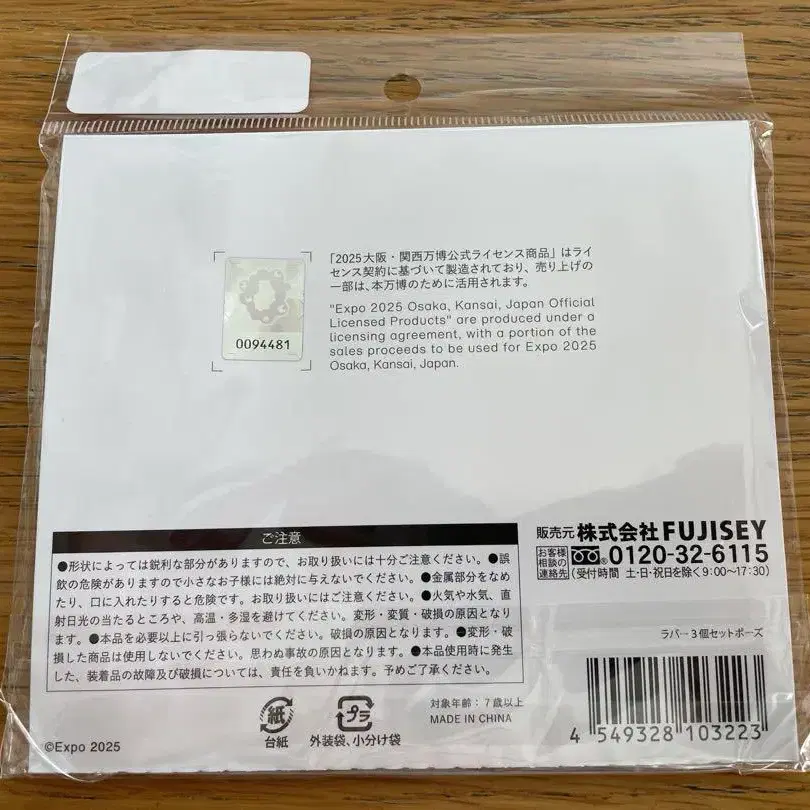 「2025大阪・関西万博公式ライセンス商品」はライ
センス契約に基づいて製造されており、売り上げの
一部は、本万博のために活用されます。
"Expo 2025 Osaka, Kansai, Japan Official
Licensed Products" are produced under a
licensing agreement, with a portion of the
sales proceeds to be used for Expo 2025
Osaka, Kansai, Japan.
0094481
ご注意
●形状によっては鋭利な部分がありますので、お取り扱いには十分ご注意ください。●誤
飲の危険がありますので小さなお子様には絶対に与えないでください。●金属部分をなめ
たり、口に入れたりすると危険です。お取り扱いにはご注意ください。●火気や水気、直
射日光の当たるところや、高温・多湿を避けてください。変形・変質・破損の原因となり
ます。●本品を必要以上に引っ張らないでください。破損の原因となります。●変形・破
損した商品は使用しないでください。思わぬ事故の原因となります。●本品使用時に発生
した、装着品の故障及び破損については、責任を負いかねます。予めご了承ください。
販売元 株式会社FUJISEY
お客様
相談の
連絡先
0120-32-6115
(受付時間 土・日・祝日を除く9:00〜17:30)
ラバー3個セットポーズ
紙
台紙
プラ
外装袋、小分け袋
対象年齢：7歳以上
MADE IN CHINA
4 549328 103223
©Expo 2025